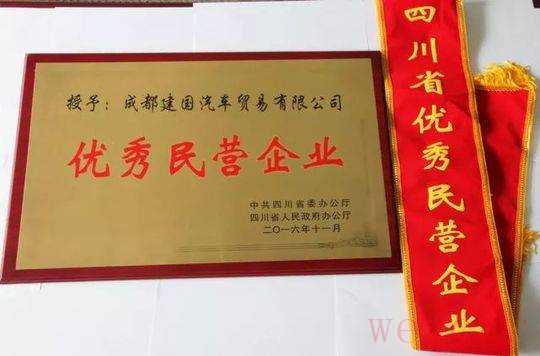 授予：成都建国汽车贸易有限公司
优秀民营企业
中共四川省委办公厅
四川省人民政府办公厅
二〇一六年十一月
四川省优秀民营企业
we